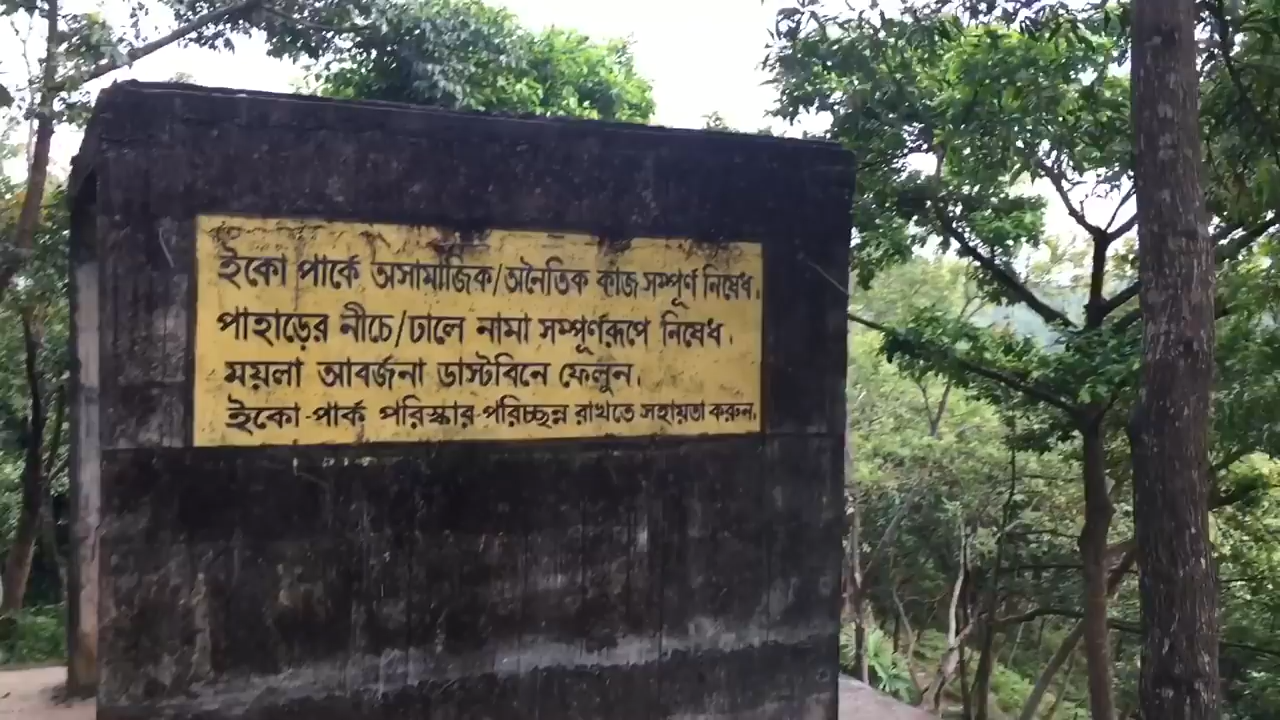 ইকো পার্কে অসামাজিক/অনৈতিক কাজ সম্পূর্ণ নিষেধ.
পাহাড়ের নীচে/ঢালে নামা সম্পূর্ণরূপে নিষেধ.
ময়লা আবর্জনা ডাস্টবিনে ফেলুন.
ইকো-পার্ক পরিস্কার-পরিচ্ছন্ন রাখতে সহায়তা করুন.